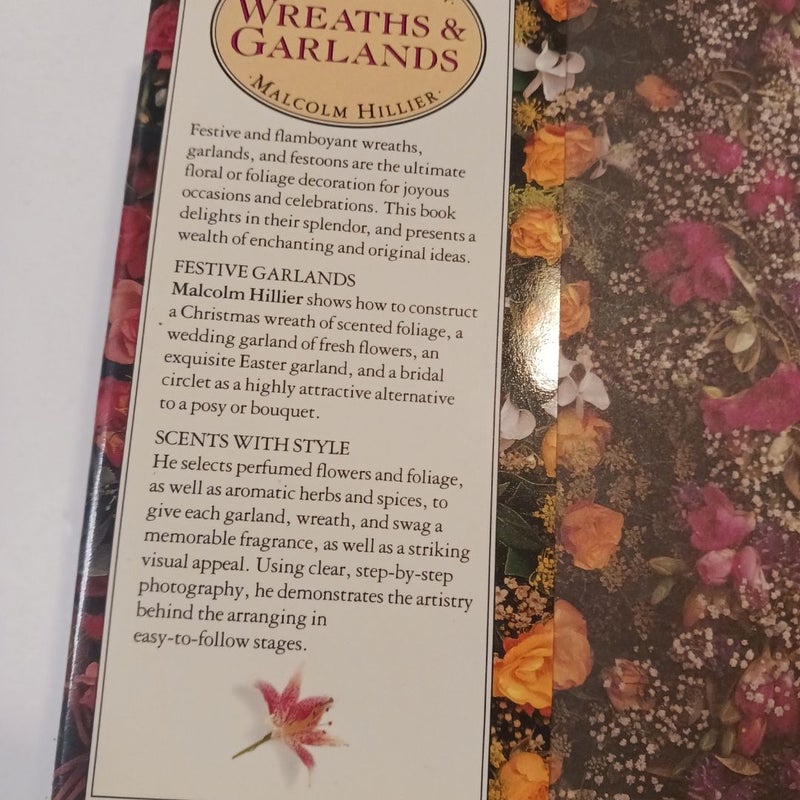 WREATHS &
GARLANDS
·MALCOLM HILLIER·
Festive and flamboyant wreaths,
garlands, and festoons are the ultimate
floral or foliage decoration for joyous
occasions and celebrations. This book
delights in their splendor, and presents a
wealth of enchanting and original ideas.
FESTIVE GARLANDS
Malcolm Hillier shows how to construct
a Christmas wreath of scented foliage, a
wedding garland of fresh flowers, an
exquisite Easter garland, and a bridal
circlet as a highly attractive alternative
to a posy or bouquet.
SCENTS WITH STYLE
He selects perfumed flowers and foliage,
as well as aromatic herbs and spices, to
give each garland, wreath, and swag a
memorable fragrance, as well as a striking
visual appeal. Using clear, step-by-step
photography, he demonstrates the artistry
behind the arranging in
easy-to-follow stages.